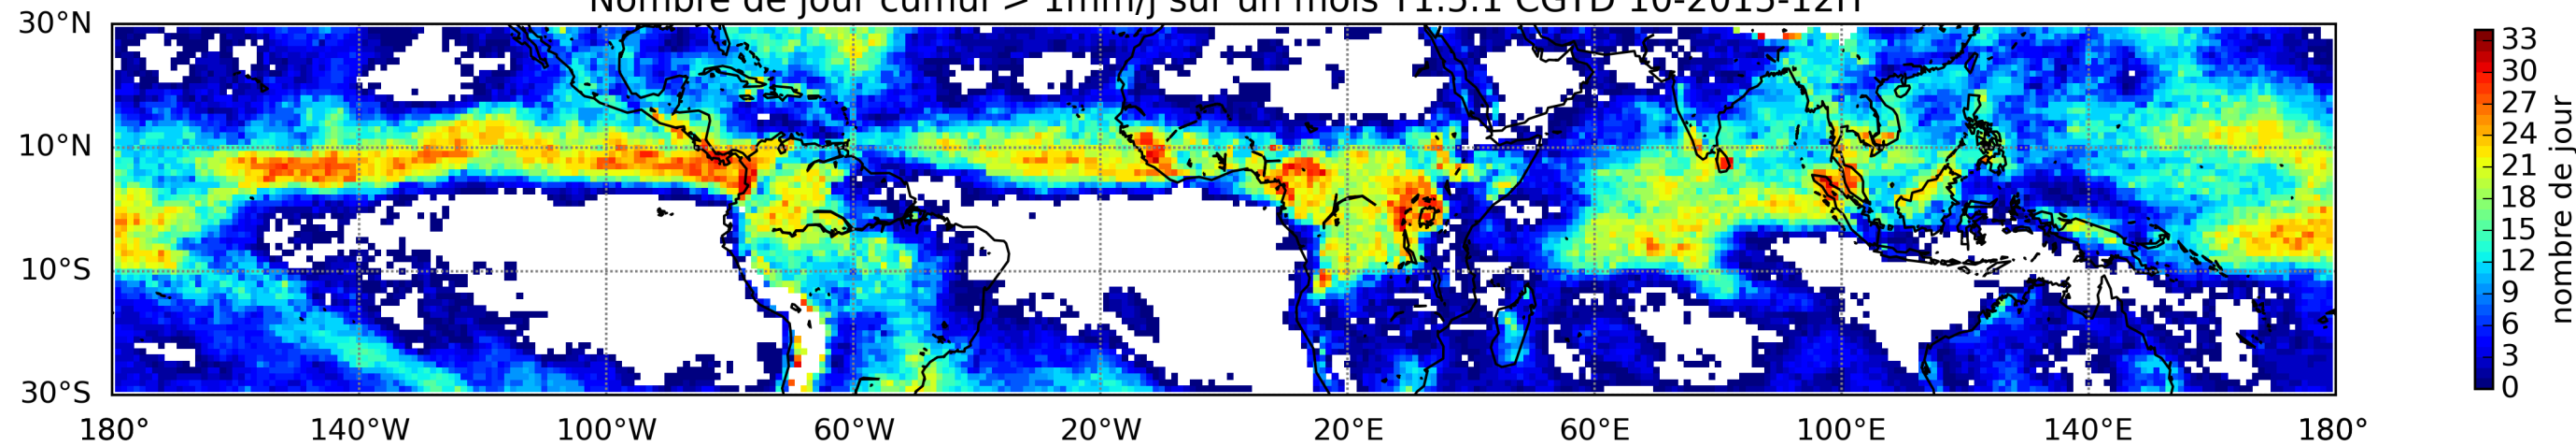 Nombre de jour cumul > 1mm/j sur un mois T1.5.1 CGTD 10-2015-12H
30°N
10°N
10°S
30°S
180° 140°W 100°W 60°W 20°W 20°E 60°E 100°E 140°E 180°
33
30
27
24
21
18
15
12
9
6
3
0
nombre de jour